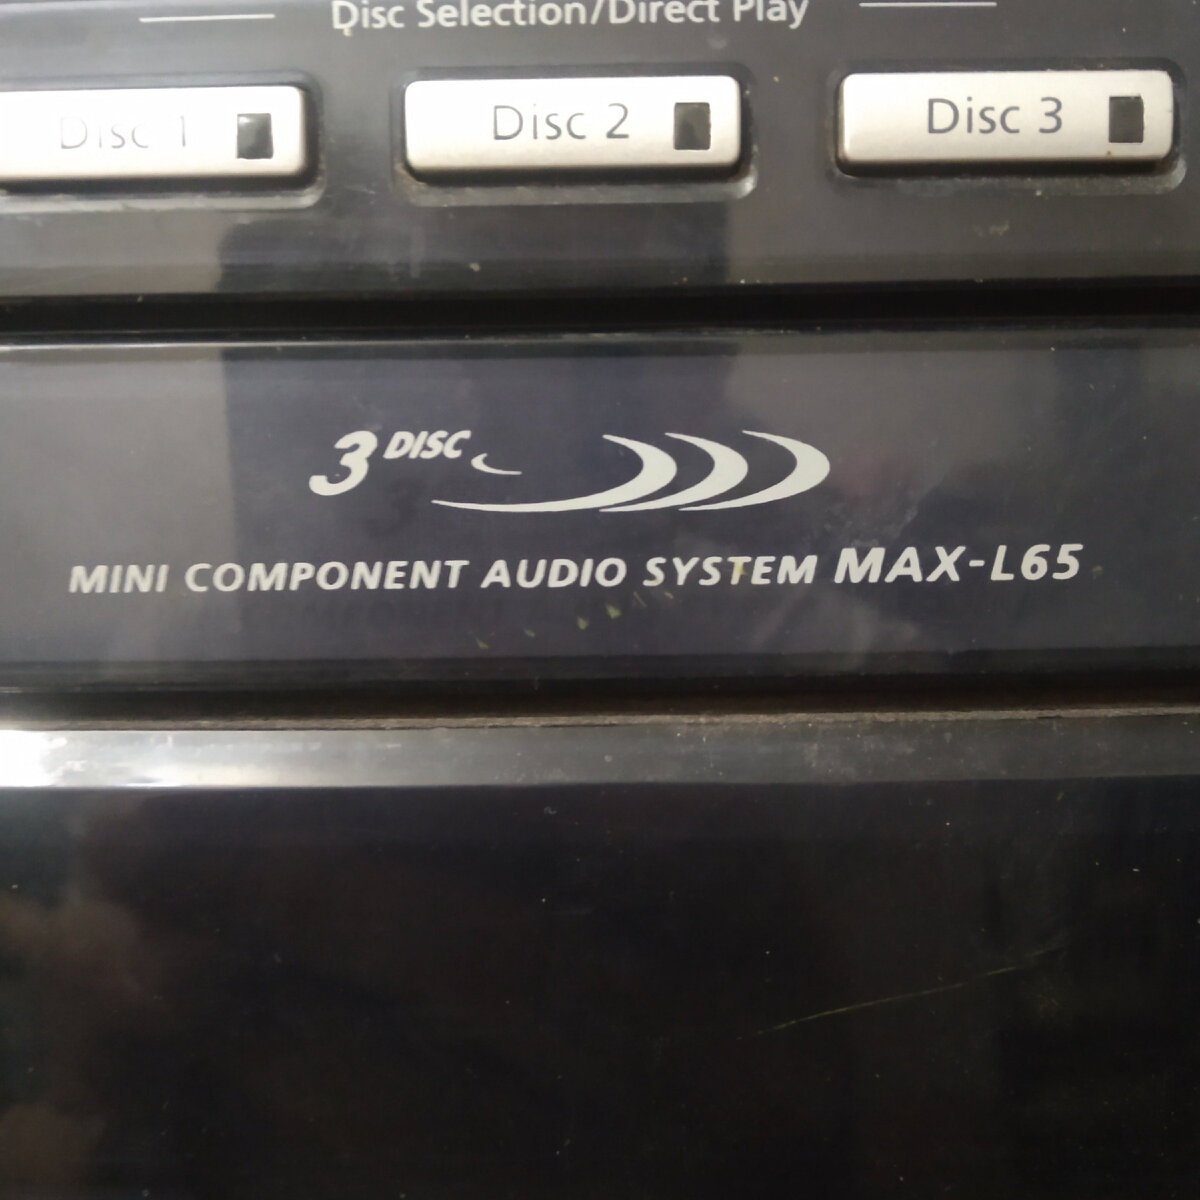 Disc Selection/Direct Play
Disc 1 Disc 2 Disc 3
3 DISC
MINI COMPONENT AUDIO SYSTEM MAX-L65